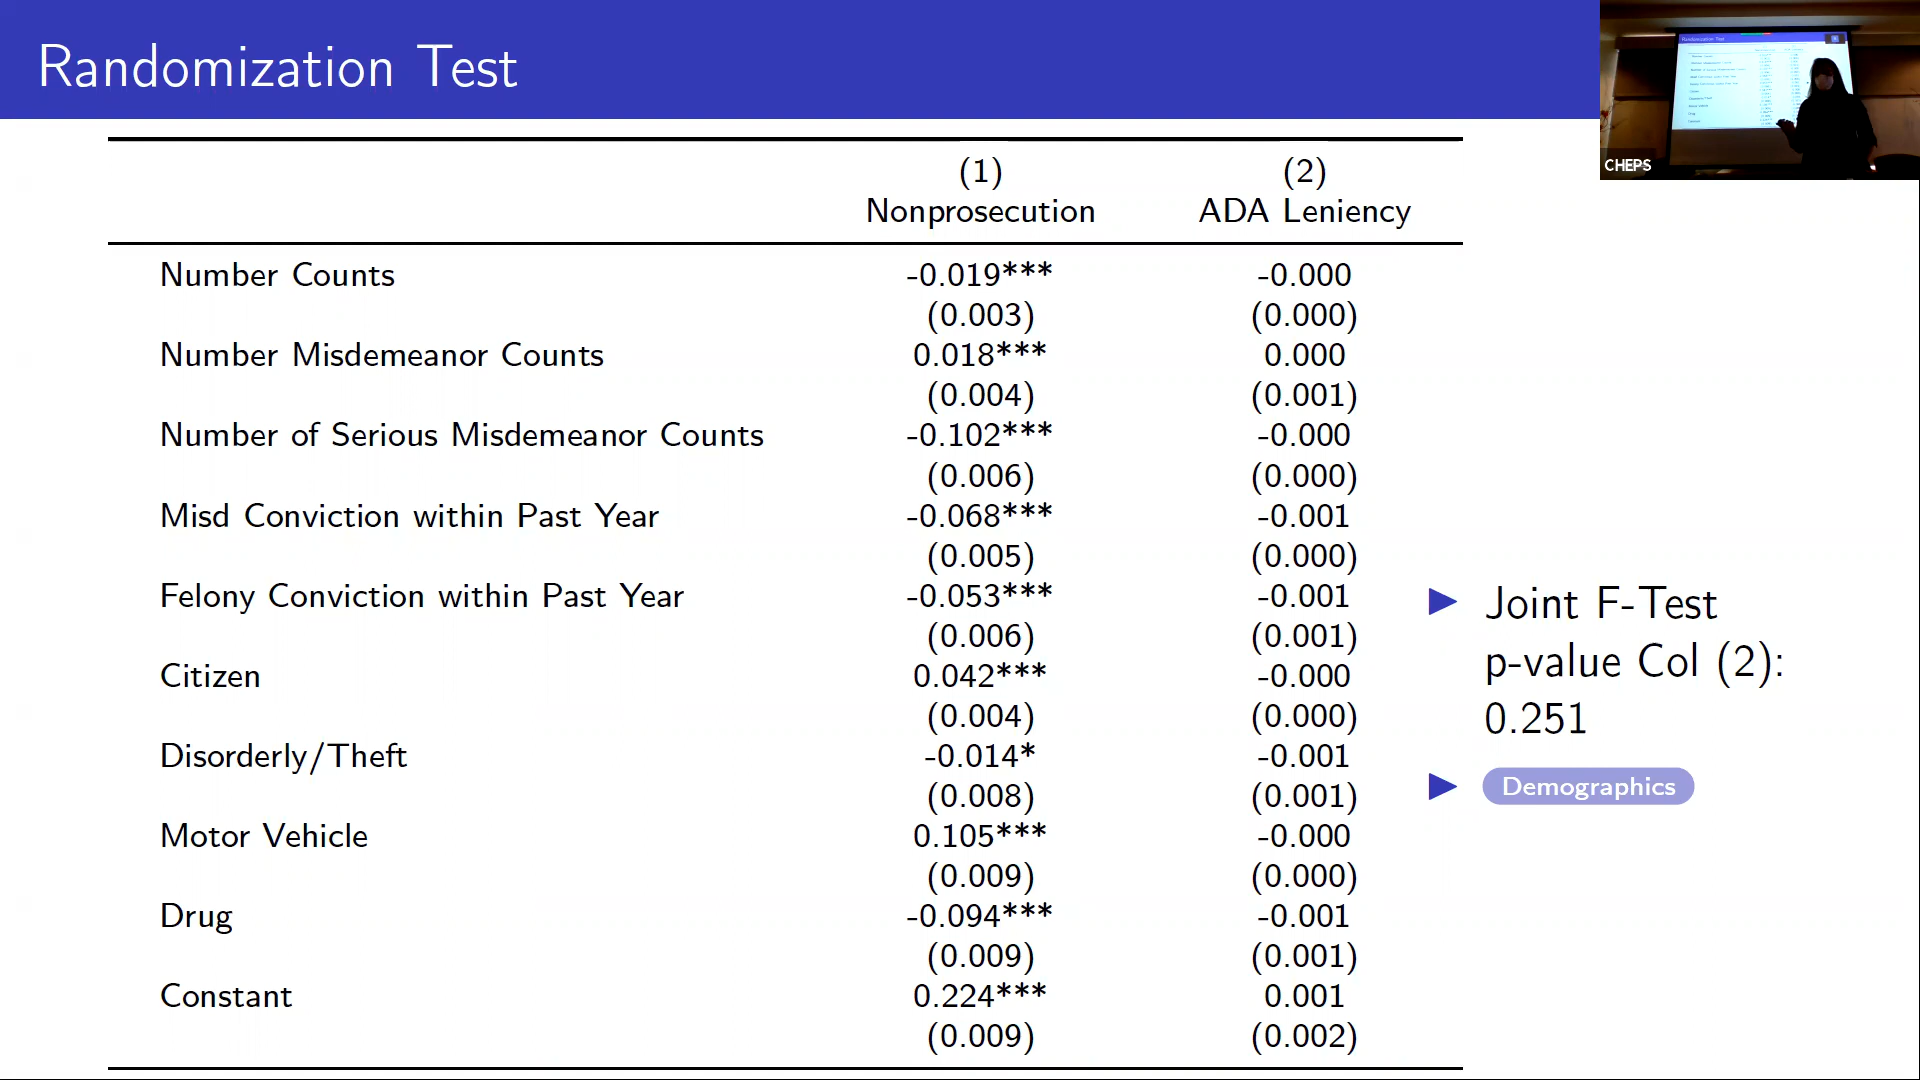 Randomization Test
(1) (2)
Nonprosecution ADA Leniency
Number Counts -0.019*** -0.000
(0.003) (0.000)
Number Misdemeanor Counts 0.018*** 0.000
(0.004) (0.001)
Number of Serious Misdemeanor Counts -0.102*** -0.000
(0.006) (0.000)
Misd Conviction within Past Year -0.068*** -0.001
(0.005) (0.000)
Felony Conviction within Past Year -0.053*** -0.001
(0.006) (0.001)
Citizen 0.042*** -0.000
(0.004) (0.000)
Disorderly/Theft -0.014* -0.001
(0.008) (0.001)
Motor Vehicle 0.105*** -0.000
(0.009) (0.000)
Drug -0.094*** -0.001
(0.009) (0.001)
Constant 0.224*** 0.001
(0.009) (0.002)
Joint F-Test
p-value Col (2):
0.251
Demographics
CHEPS